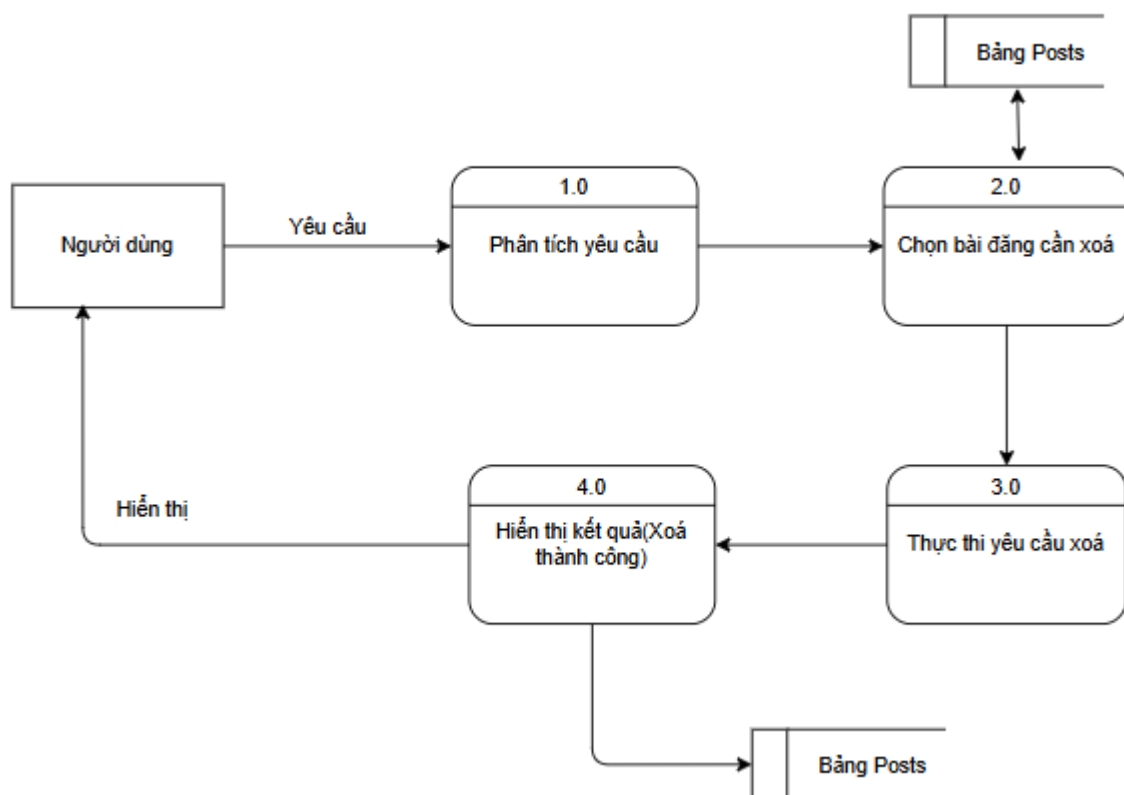 Bảng Posts
1.0
2.0
Người dùng
Yêu cầu
Phân tích yêu cầu
Chọn bài đăng cần xoá
4.0
3.0
Hiển thị
Hiển thị kết quả(Xoá
thành công)
Thực thi yêu cầu xoá
Bảng Posts